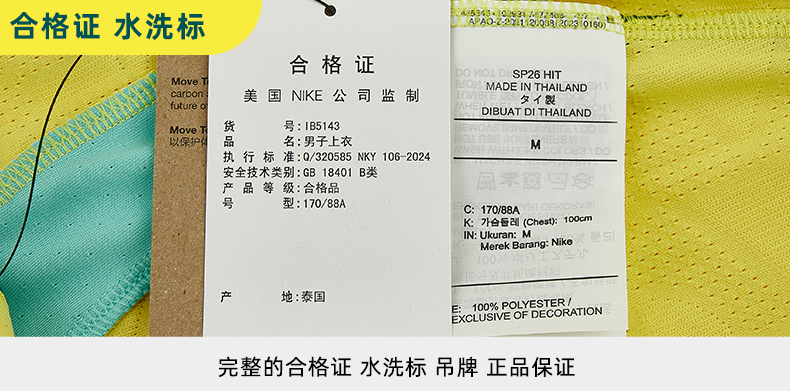 合格证 水洗标
Move To
carbon a
future of
Move To
以保护体
合格证
美国 NIKE 公司监制
货 号:IB5143
品 名:男子上衣
执行标准:Q/320585 NKY 106-2024
安全技术类别:GB 18401 B类
产品等级:合格品
号 型:170/88A
产 地:泰国
SP26 HIT
MADE IN THAILAND
タイ製
DIBUAT DI THAILAND
M
C: 170/88A
K: 가슴둘레 (Chest): 100cm
IN: Ukuran: M
Merek Barang: Nike
E: 100% POLYESTER /
EXCLUSIVE OF DECORATION
完整的合格证 水洗标 吊牌 正品保证